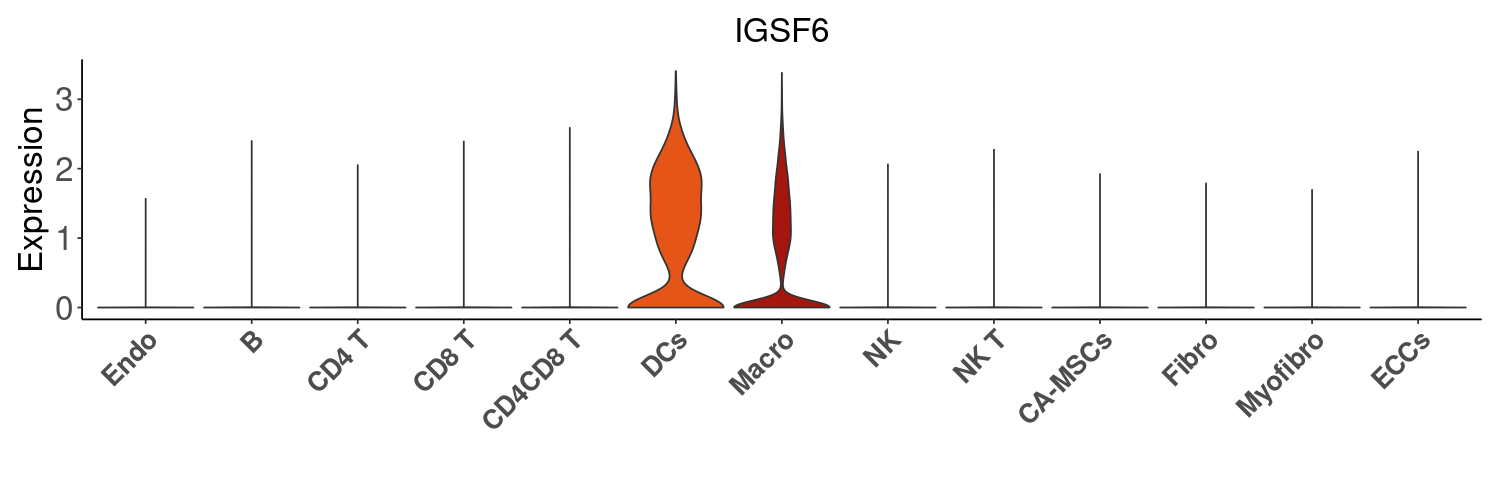 IGSF6
Expression
3
2
1
0
Endo
B
CD4 T
CD8 T
CD4CD8 T
DCs
Macro
NK
NK T
CA-MSCs
Fibro
Myofibro
ECCs